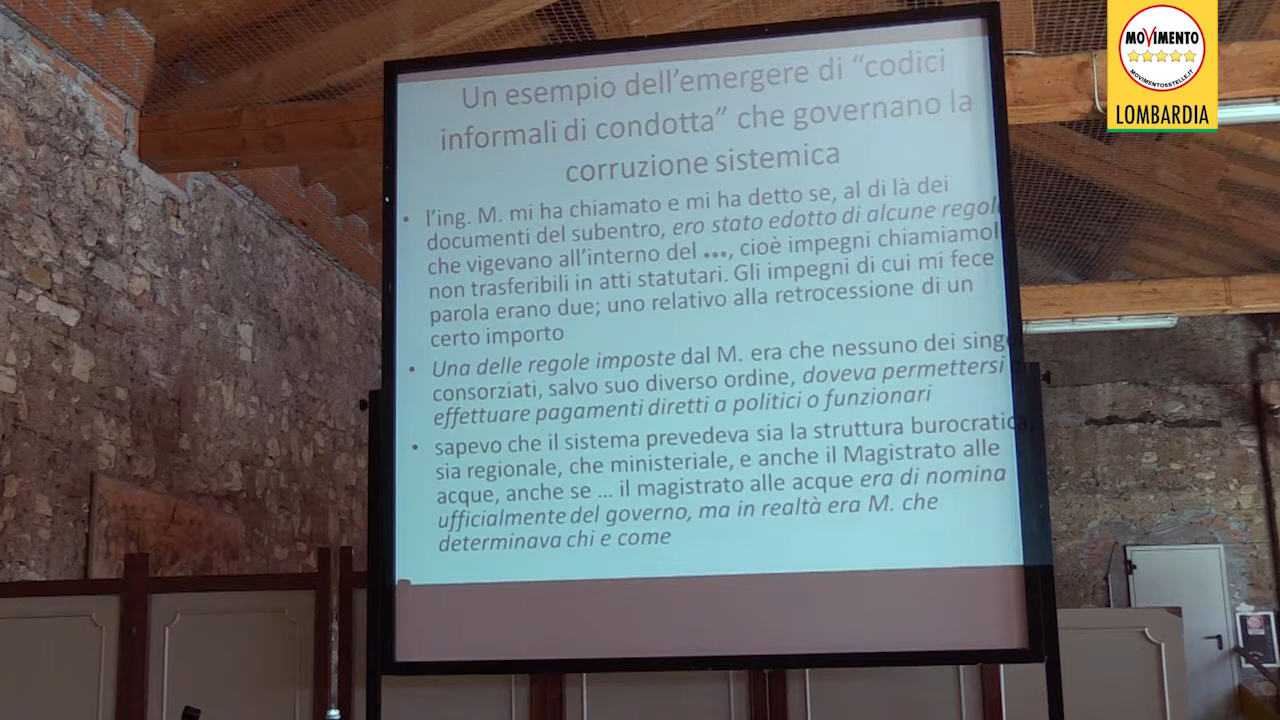 Un esempio dell'emergere di "codici
informali di condotta" che governano la
corruzione sistemica
• l'ing. M. mi ha chiamato e mi ha detto se, al di là dei
documenti del subentro, ero stato edotto di alcune regol
che vigevano all'interno del ..., cioè impegni chiamiamol
non trasferibili in atti statutari. Gli impegni di cui mi fece
parola erano due; uno relativo alla retrocessione di un
certo importo
• Una delle regole imposte dal M. era che nessuno dei sing
consorziati, salvo suo diverso ordine, doveva permettersi
effettuare pagamenti diretti a politici o funzionari
• sapevo che il sistema prevedeva sia la struttura burocratica,
sia regionale, che ministeriale, e anche il Magistrato alle
acque, anche se ... il magistrato alle acque era di nomina
ufficialmente del governo, ma in realtà era M. che
determinava chi e come
MOVIMENTO
MOVIMENTO5STELLE.IT
LOMBARDIA